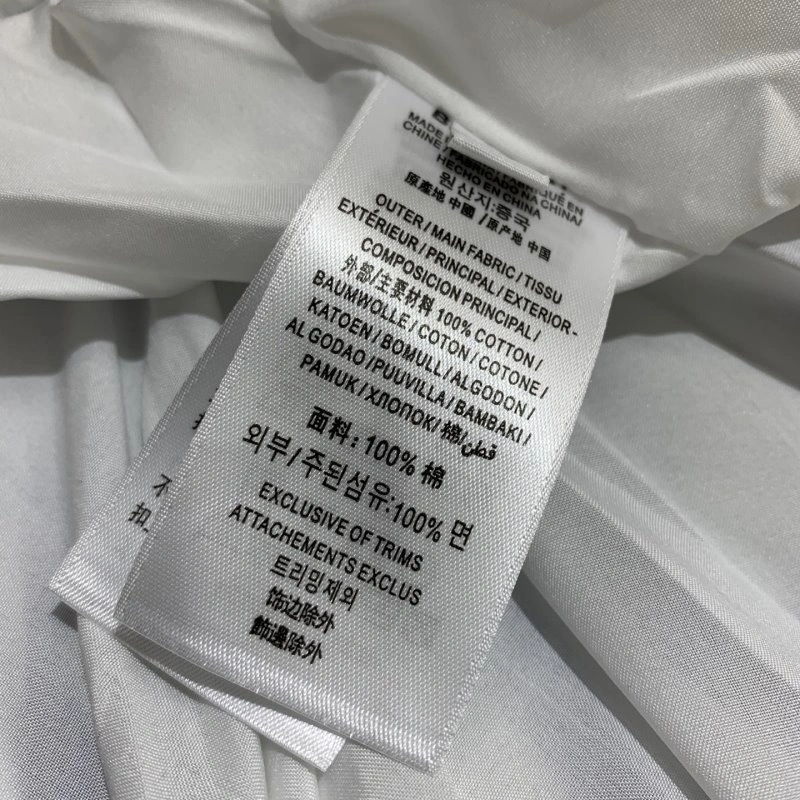 MADE
CHINE/FABRICADO NA CHINA/
HECHO EN CHINA
원산지:중국
原產地 中國 /原产地 中国
OUTER/MAIN FABRIC/TISSU
EXTÉRIEUR/PRINCIPAL/EXTERIOR-
COMPOSICION PRINCIPAL/
外部/主要材料 100% COTTON/
BAUMWOLLE/COTON/COTONE/
KATOEN/BOMULL/ALGODON/
ALGODAO/PUUVILLA/BAMBAKI/
PAMUK/ХЛОПОК/棉/قطن
面料: 100% 棉
외부/주된섬유:100% 면
EXCLUSIVE OF TRIMS
ATTACHEMENTS EXCLUS
트리밍제외
饰边除外
飾邊除外
不
扣